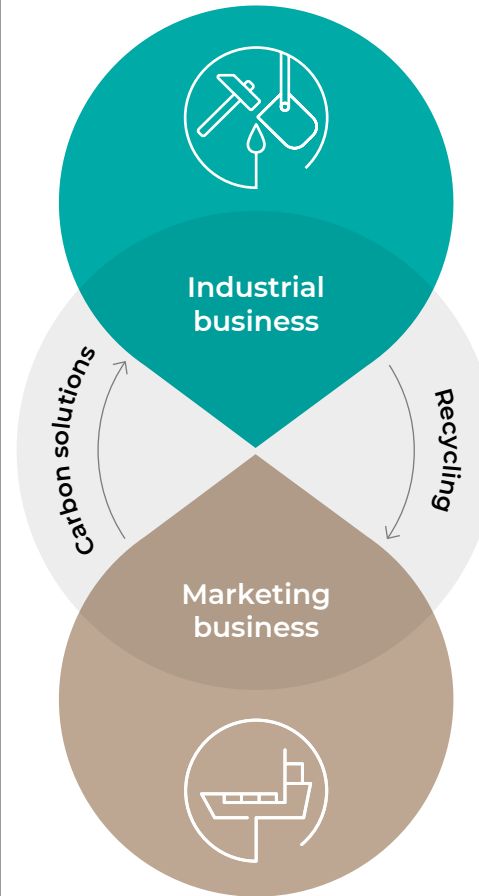 Industrial
business
Carbon solutions
Recycling
Marketing
business